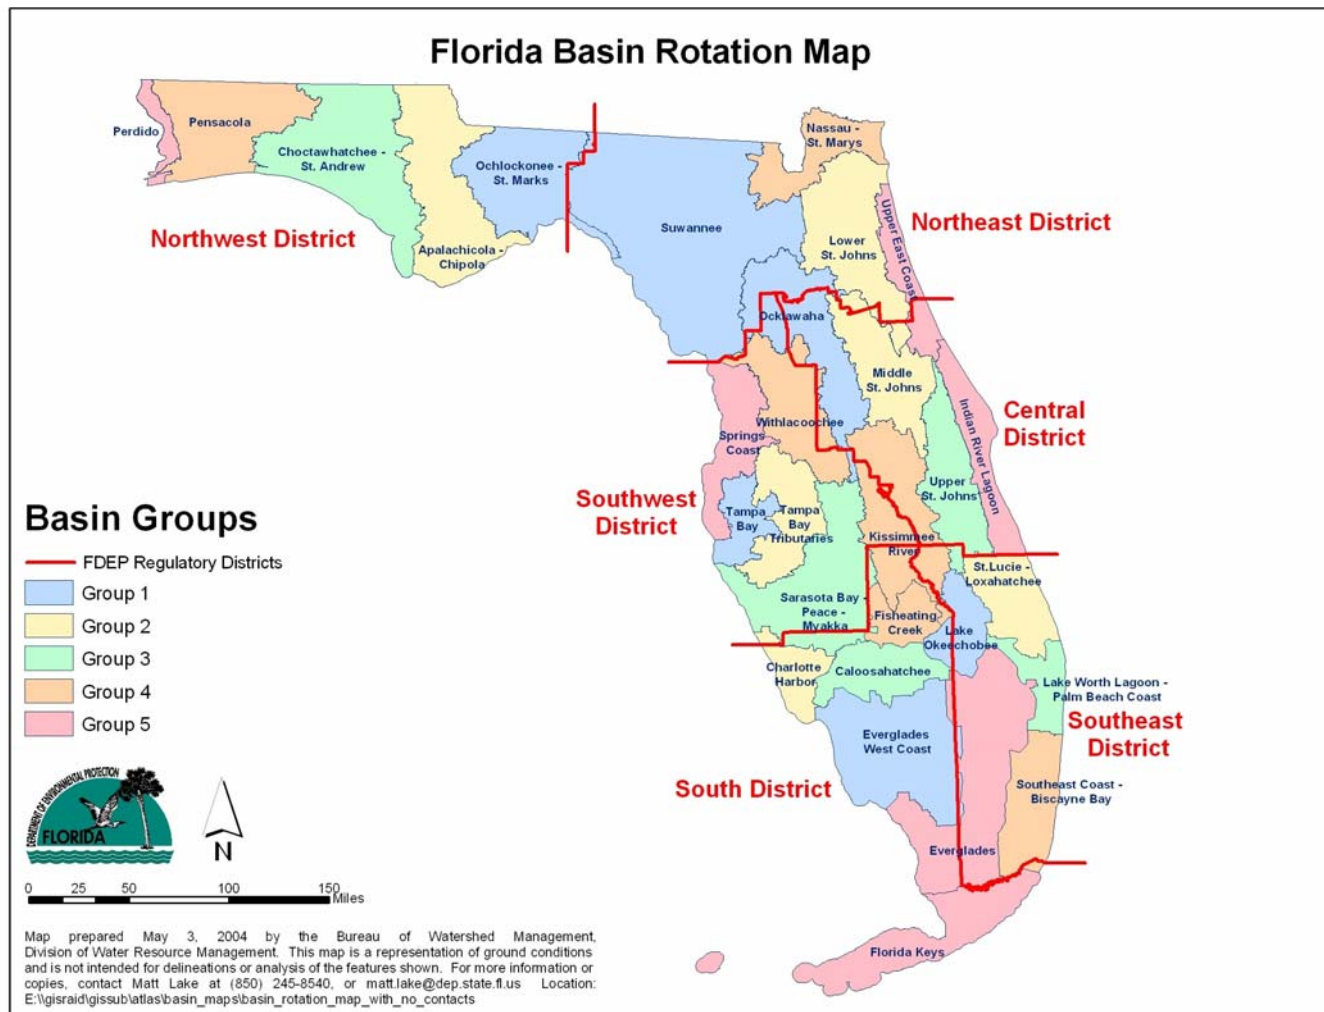 Florida Basin Rotation Map
Perdido
Pensacola
Choctawhatchee -
St. Andrew
Apalachicola -
Chipola
Ochlockonee -
St. Marks
Suwannee
Nassau -
St. Marys
Lower
St. Johns
Upper East Coast
Northwest District
Northeast District
Ocklawaha
Middle
St. Johns
Withlacoochee
Springs
Coast
Indian River Lagoon
Central
District
Upper
St. Johns
Southwest
District
Tampa
Bay
Tampa
Bay
Tributaries
Kissimmee
River
St.Lucie -
Loxahatchee
Sarasota Bay -
Peace -
Myakka
Fisheating
Creek
Lake
Okeechobee
Charlotte
Harbor
Caloosahatchee
Lake Worth Lagoon -
Palm Beach Coast
Southeast
District
Everglades
West Coast
South District
Southeast Coast -
Biscayne Bay
Everglades
Florida Keys
Basin Groups
FDEP Regulatory Districts
Group 1
Group 2
Group 3
Group 4
Group 5
DEPARTMENT OF ENVIRONMENTAL PROTECTION
FLORIDA
N
0 25 50 100 150
Miles
Map prepared May 3, 2004 by the Bureau of Watershed Management,
Division of Water Resource Management. This map is a representation of ground conditions
and is not intended for delineations or analysis of the features shown. For more information or
copies, contact Matt Lake at (850) 245-8540, or matt.lake@dep.state.fl.us Location:
E:\\gisraid\gissub\atlas\basin_maps\basin_rotation_map_with_no_contacts